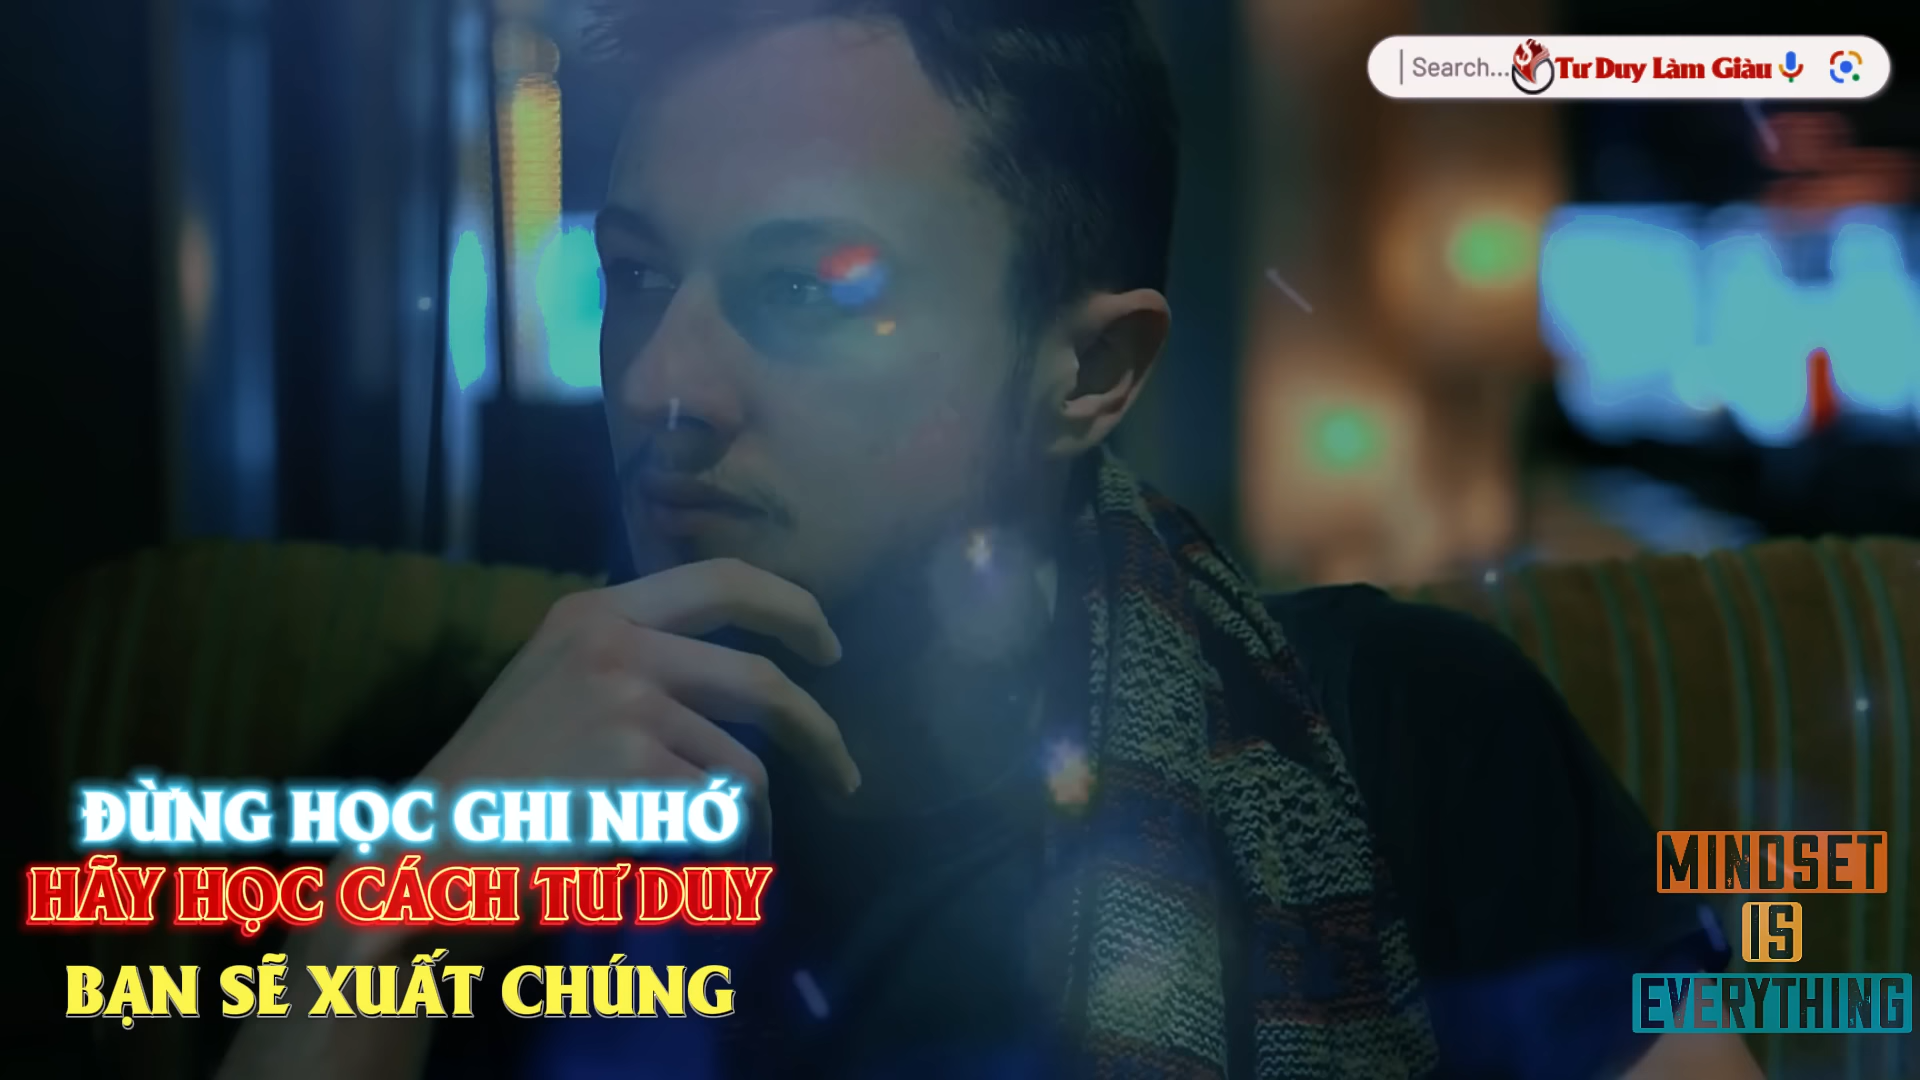 Search... Tư Duy Làm Giàu
ĐỪNG HỌC GHI NHỚ
HÃY HỌC CÁCH TƯ DUY
BẠN SẼ XUẤT CHÚNG
MINDSET
IS
EVERYTHING